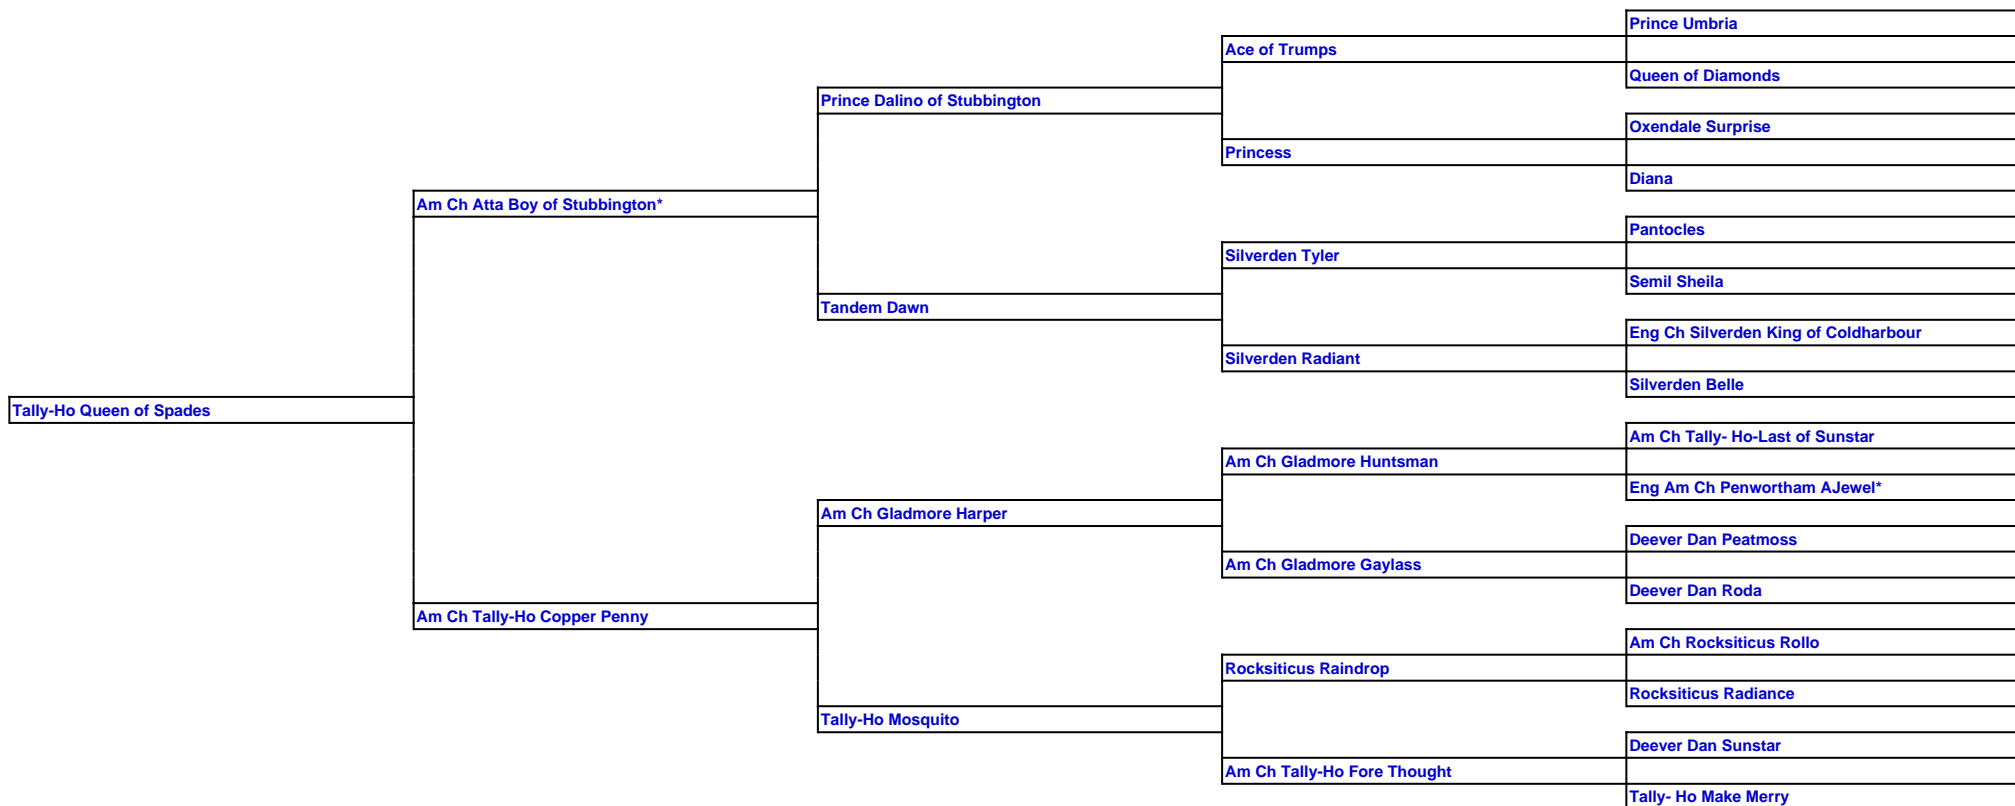 Prince Umbria
Ace of Trumps
Queen of Diamonds
Prince Dalino of Stubbington
Oxendale Surprise
Princess
Diana
Am Ch Atta Boy of Stubbington*
Pantocles
Silverden Tyler
Semil Sheila
Tandem Dawn
Eng Ch Silverden King of Coldharbour
Silverden Radiant
Silverden Belle
Tally-Ho Queen of Spades
Am Ch Tally- Ho-Last of Sunstar
Am Ch Gladmore Huntsman
Eng Am Ch Penwortham AJewel*
Am Ch Gladmore Harper
Deever Dan Peatmoss
Am Ch Gladmore Gaylass
Deever Dan Roda
Am Ch Tally-Ho Copper Penny
Am Ch Rocksiticus Rollo
Rocksiticus Raindrop
Rocksiticus Radiance
Tally-Ho Mosquito
Deever Dan Sunstar
Am Ch Tally-Ho Fore Thought
Tally- Ho Make Merry